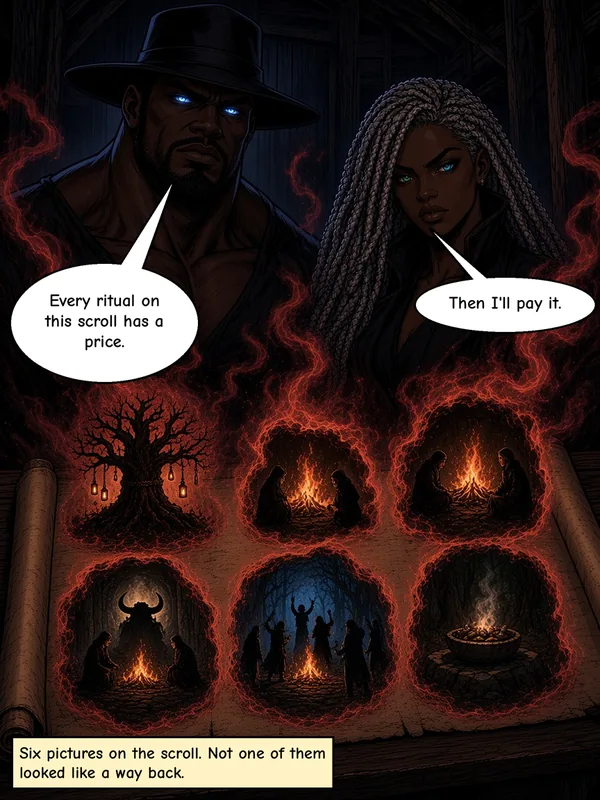 Every ritual on
this scroll has a
price.
Then I'll pay it.
Six pictures on the scroll. Not one of them
looked like a way back.